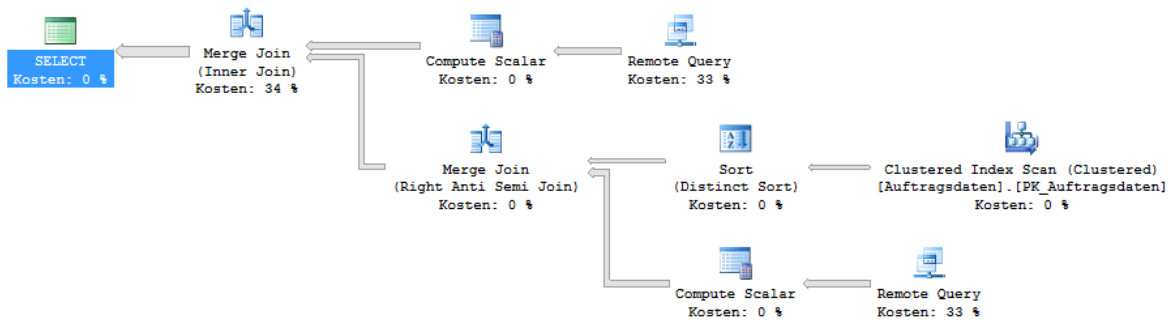 SELECT
Kosten: 0 %
Merge Join
(Inner Join)
Kosten: 34 %
Compute Scalar
Kosten: 0 %
Remote Query
Kosten: 33 %
Merge Join
(Right Anti Semi Join)
Kosten: 0 %
Sort
(Distinct Sort)
Kosten: 0 %
Clustered Index Scan (Clustered)
[Auftragsdaten].[PK_Auftragsdaten]
Kosten: 0 %
Compute Scalar
Kosten: 0 %
Remote Query
Kosten: 33 %